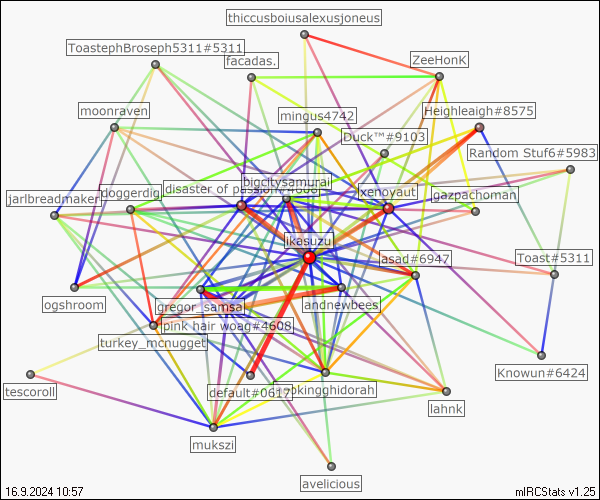 thiccusboiusalexusjoneus
ToastephBroseph5311#5311
facadas.
ZeeHonK
moonraven
mingus4742
Heighleaigh#8575
Duck™#9103
Random Stuf6#5983
jarlbreadmaker
doggerdig
disaster of passion#4888
bigcitysamurai
xenoyaut
gazpachoman
ikasuzu
asad#6947
Toast#5311
ogshroom
gregor_samsa
andnewbees
pink hair woag#4608
turkey_mcnugget
Knowun#6424
tescoroll
default#0617
kingghidorah
lahnk
mukszi
avelicious
16.9.2024 10:57
mIRCStats v1.25